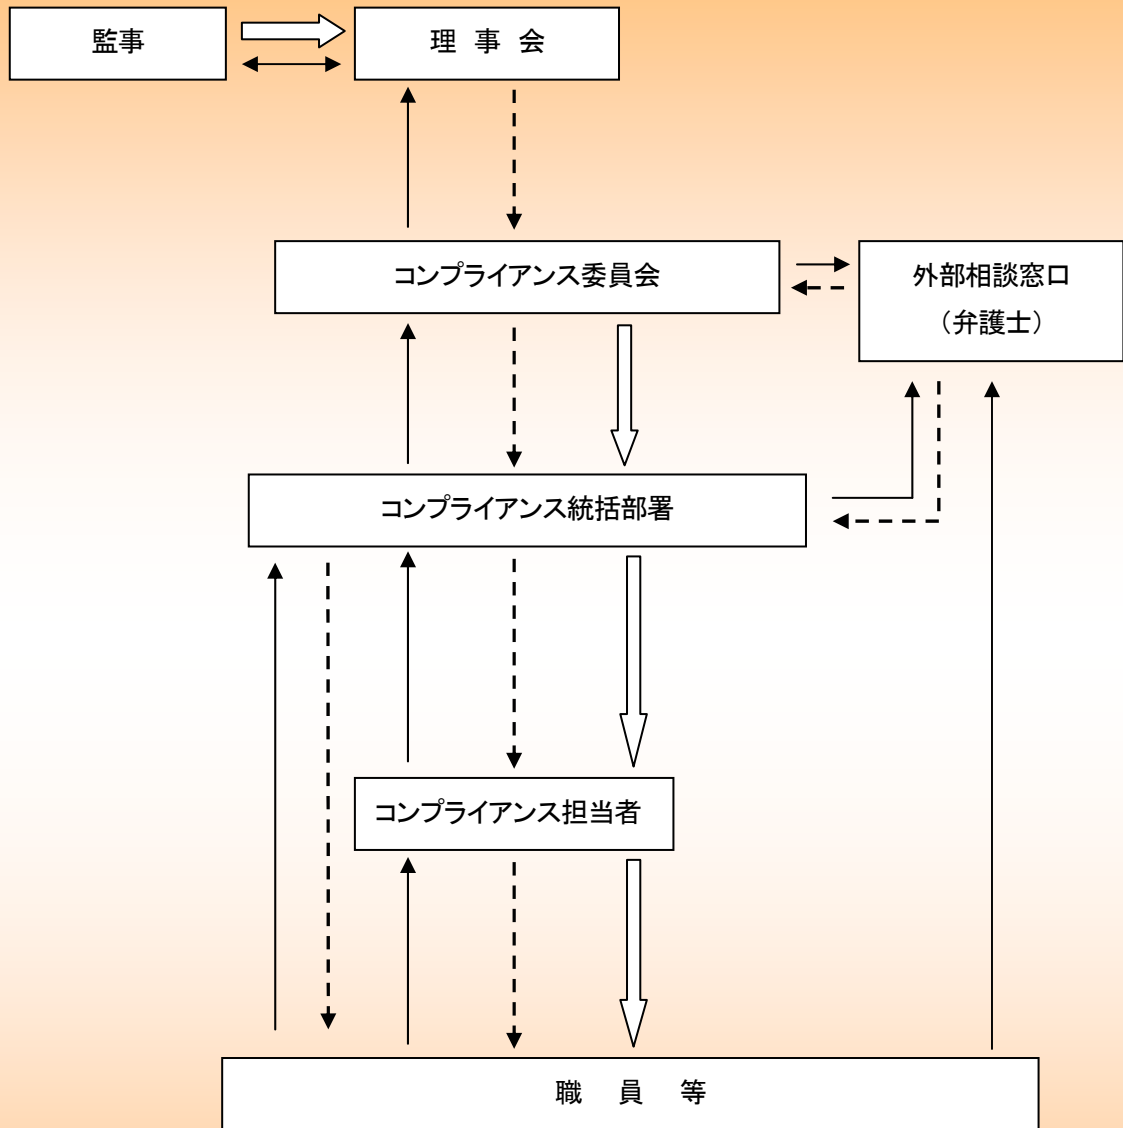 監事
理 事 会
コンプライアンス委員会
外部相談窓口
（弁護士）
コンプライアンス統括部署
コンプライアンス担当者
職 員 等